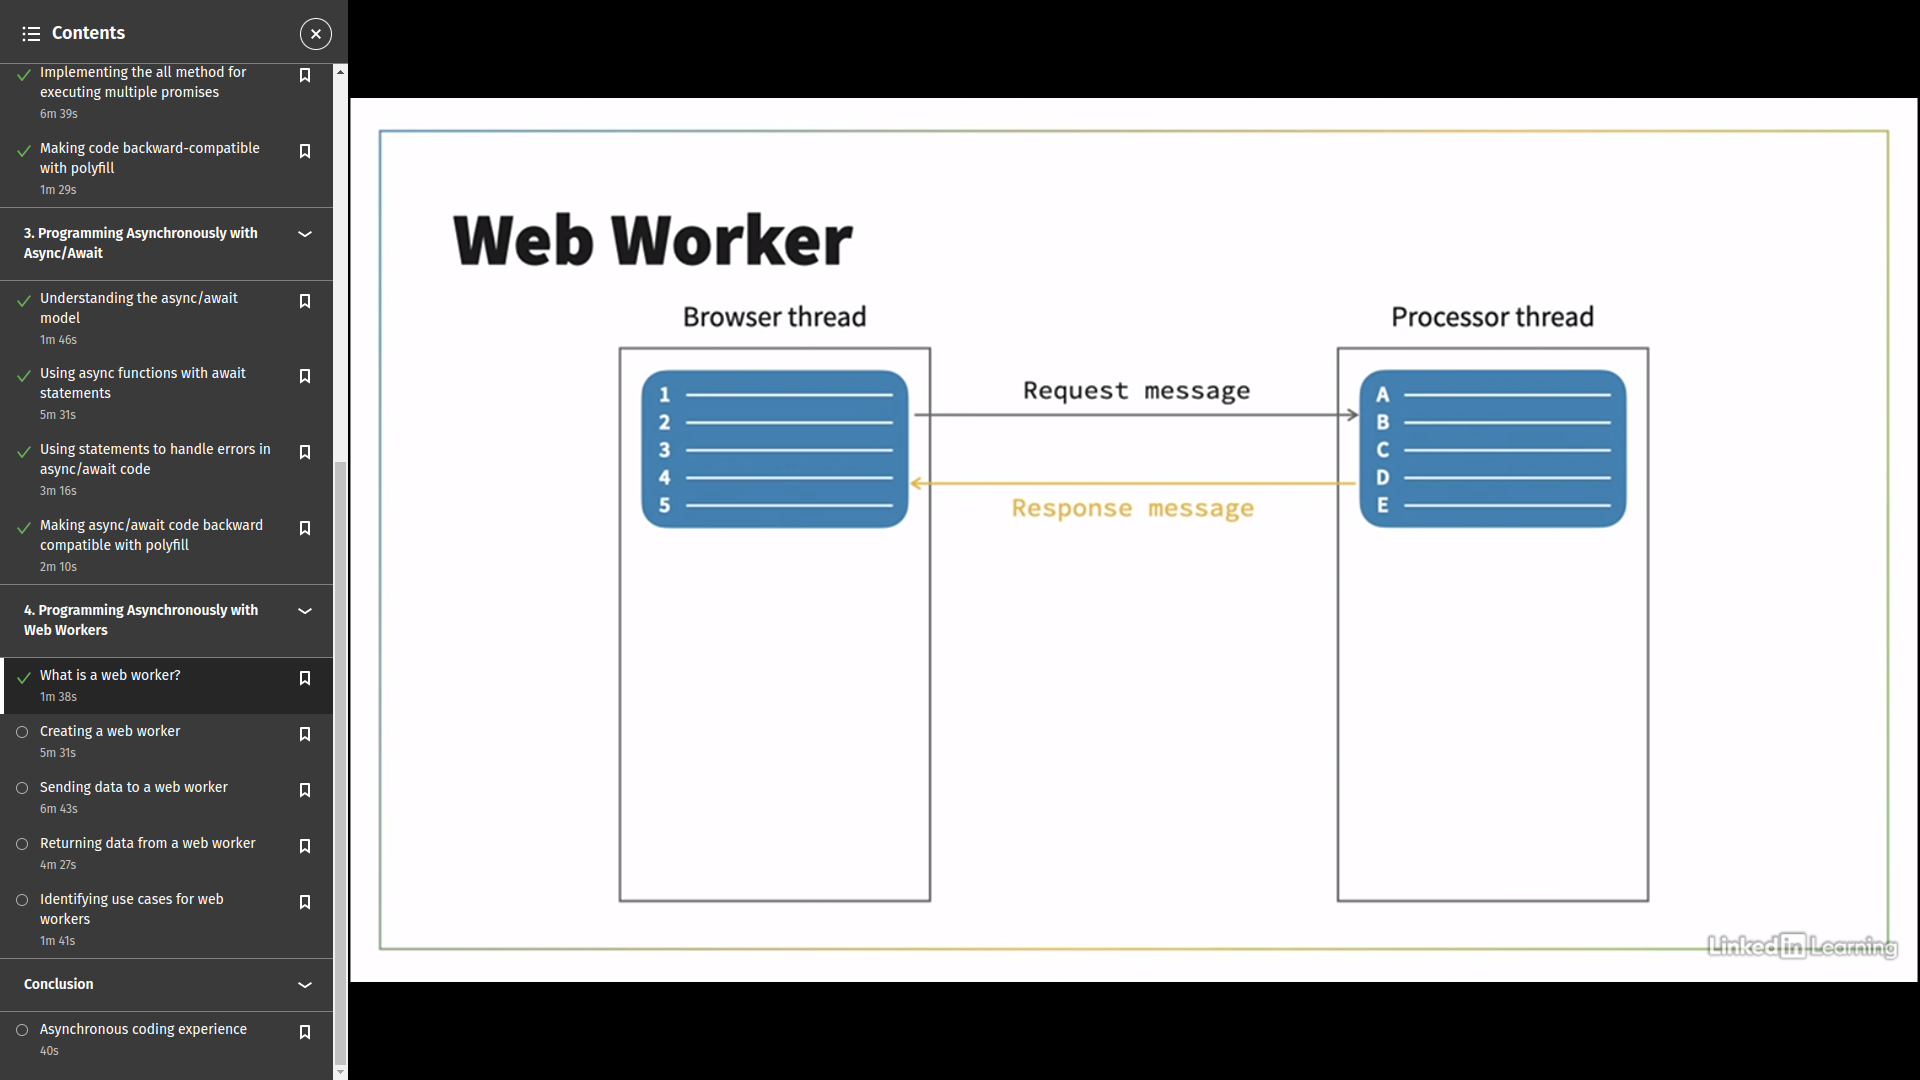 Contents
Implementing the all method for
executing multiple promises
6m 39s
Making code backward-compatible
with polyfill
1m 29s
3. Programming Asynchronously with
Async/Await
Understanding the async/await
model
1m 46s
Using async functions with await
statements
5m 31s
Using statements to handle errors in
async/await code
3m 16s
Making async/await code backward
compatible with polyfill
2m 10s
4. Programming Asynchronously with
Web Workers
What is a web worker?
1m 38s
Creating a web worker
5m 31s
Sending data to a web worker
6m 43s
Returning data from a web worker
4m 27s
Identifying use cases for web
workers
1m 41s
Conclusion
Asynchronous coding experience
40s
Web Worker
Browser thread
1
2
3
4
5
Request message
Response message
Processor thread
A
B
C
D
E
Linked in Learning